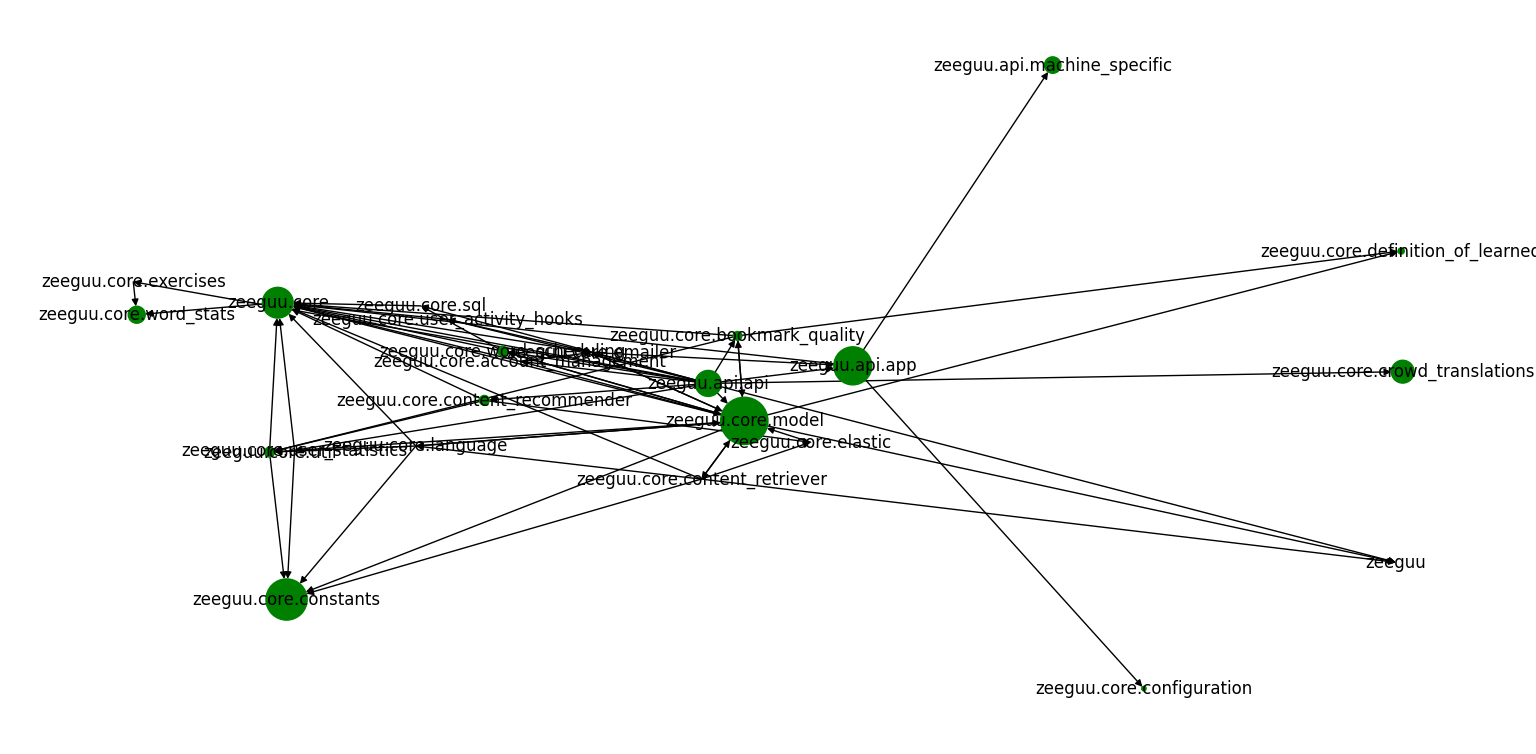 zeeguu.api.machine_specific
zeeguu.core.definition_of_learned
zeeguu.core.exercises
zeeguu.core
zeeguu.core.sql
zeeguu.core.word_stats
zeeguu.core.user_activity_hooks
zeeguu.core.bookmark_quality
zeeguu.core.word_scheduling
zeeguu.core.emailer
zeeguu.core.account_management
zeeguu.api.app
zeeguu.core.crowd_translations
zeeguu.api.api
zeeguu.core.content_recommender
zeeguu.core.model
zeeguu.core.elastic
zeeguu.core.language
zeeguu.core.user_statistics
zeeguu.core.util
zeeguu.core.content_retriever
zeeguu
zeeguu.core.constants
zeeguu.core.configuration